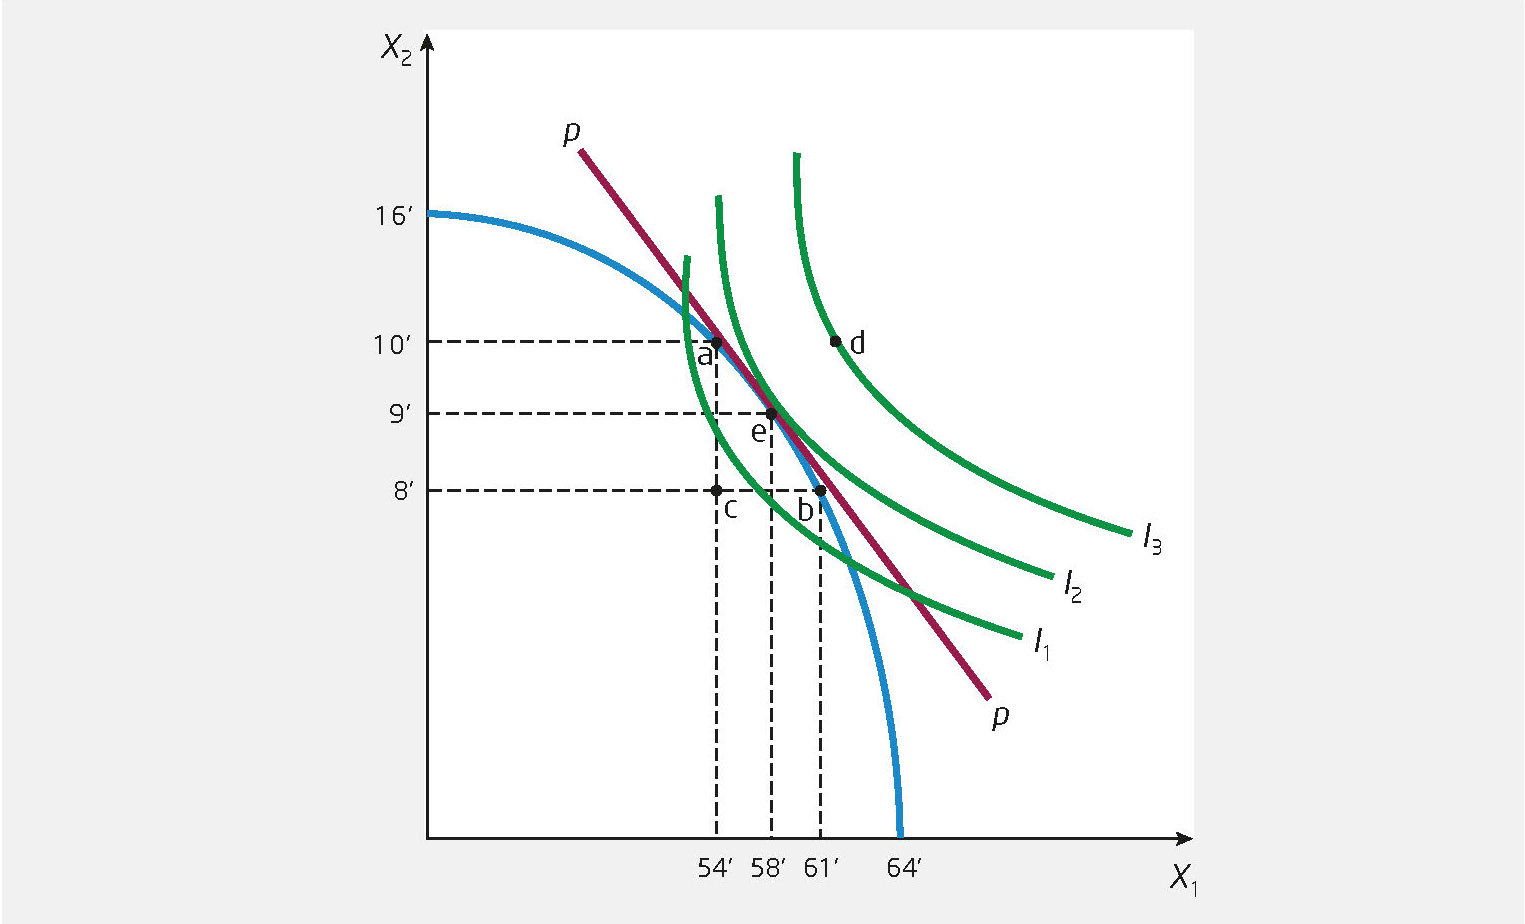 X₂
p
16′
10′
a
d
9′
e
8′
c
b
I₃
I₂
I₁
p
54′ 58′ 61′ 64′
X₁